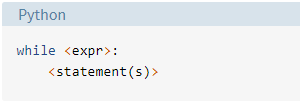 Python
while <expr>:
    <statement(s)>